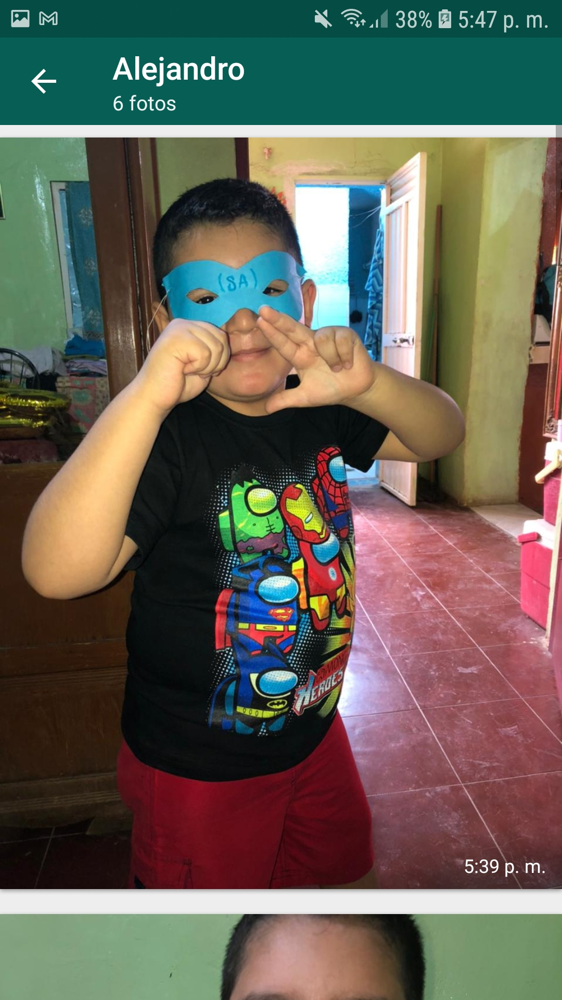 38% 5:47 p. m.
Alejandro
6 fotos
(SA)
HEROES
5:39 p. m.